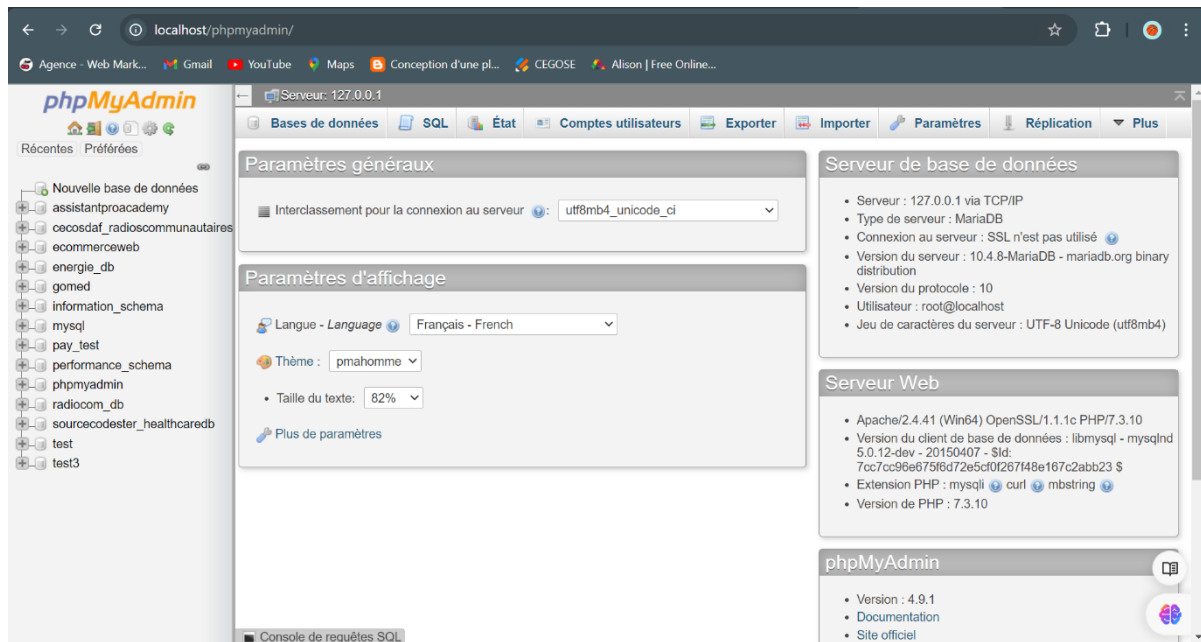 localhost/phpmyadmin/
Agence - Web Mark...
Gmail
YouTube
Maps
Conception d'une pl...
CEGOSE
Alison | Free Online...
phpMyAdmin
Récentes
Préférées
Nouvelle base de données
assistantproacademy
cecosdaf_radioscommunautaires
ecommerceweb
energie_db
gomed
information_schema
mysql
pay_test
performance_schema
phpmyadmin
radiocom_db
sourcecodester_healthcaredb
test
test3
Serveur: 127.0.0.1
Bases de données
SQL
État
Comptes utilisateurs
Exporter
Importer
Paramètres
Réplication
Plus
Paramètres généraux
Interclassement pour la connexion au serveur : utf8mb4_unicode_ci
Paramètres d'affichage
Langue - Language Français - French
Thème : pmahomme
• Taille du texte: 82%
Plus de paramètres
Console de requêtes SQL
Serveur de base de données
• Serveur : 127.0.0.1 via TCP/IP
• Type de serveur : MariaDB
• Connexion au serveur : SSL n'est pas utilisé
• Version du serveur : 10.4.8-MariaDB - mariadb.org binary
distribution
• Version du protocole : 10
• Utilisateur : root@localhost
• Jeu de caractères du serveur : UTF-8 Unicode (utf8mb4)
Serveur Web
• Apache/2.4.41 (Win64) OpenSSL/1.1.1c PHP/7.3.10
• Version du client de base de données : libmysql - mysqlnd
5.0.12-dev - 20150407 - $Id:
7cc7cc96e675f6d72e5cf0f267f48e167c2abb23 $
• Extension PHP : mysqli curl mbstring
• Version de PHP : 7.3.10
phpMyAdmin
• Version : 4.9.1
• Documentation
• Site officiel